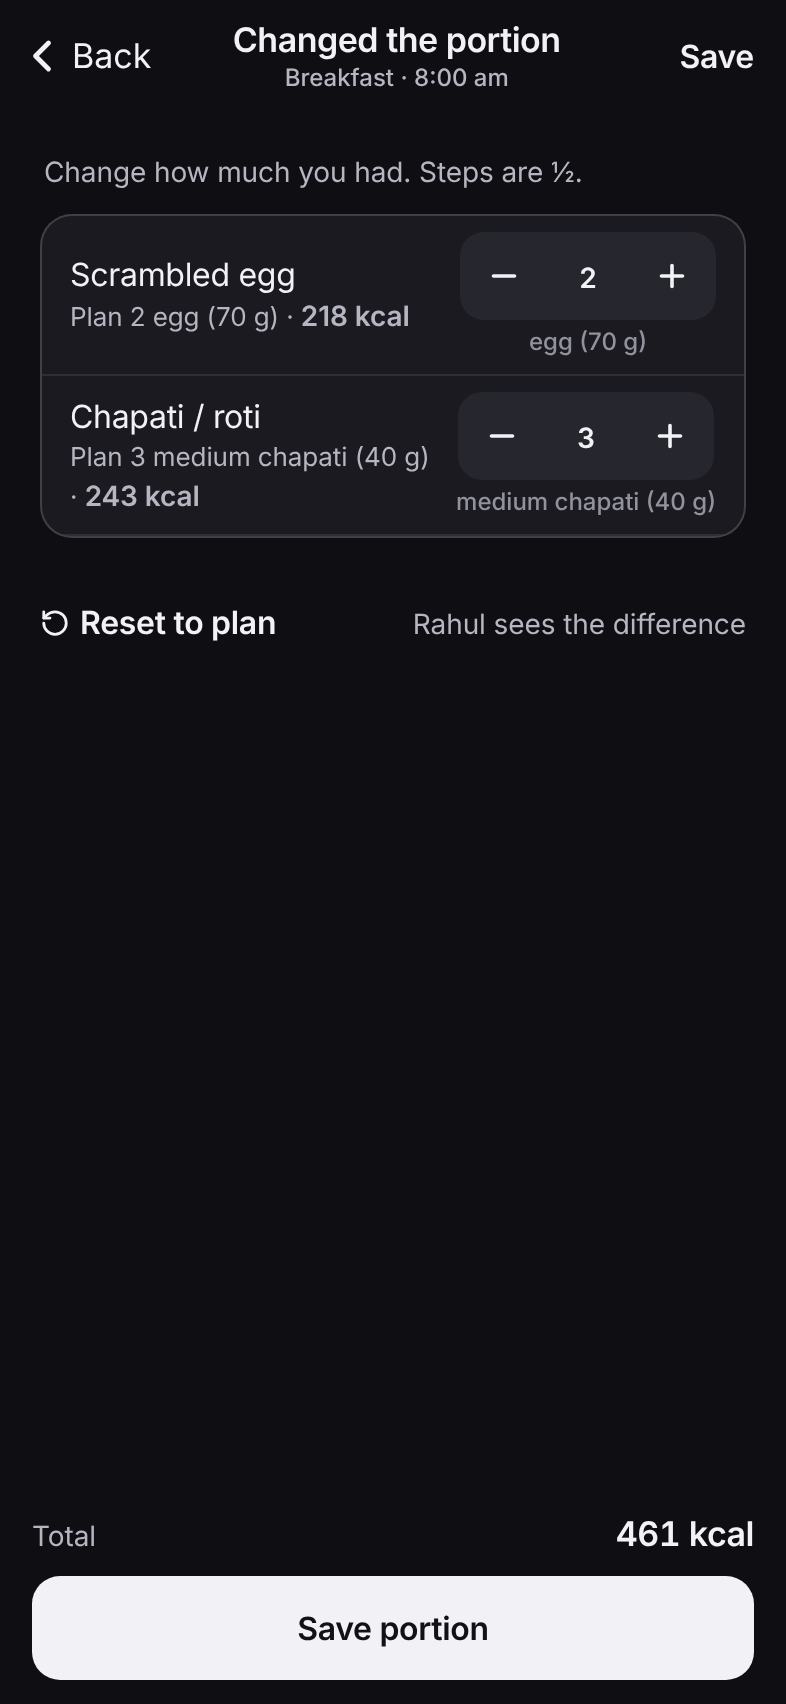 Back
Changed the portion
Save
Breakfast · 8:00 am
Change how much you had. Steps are ½.
Scrambled egg
Plan 2 egg (70 g) · 218 kcal
− 2 +
egg (70 g)
Chapati / roti
Plan 3 medium chapati (40 g)
· 243 kcal
− 3 +
medium chapati (40 g)
Reset to plan
Rahul sees the difference
Total
461 kcal
Save portion